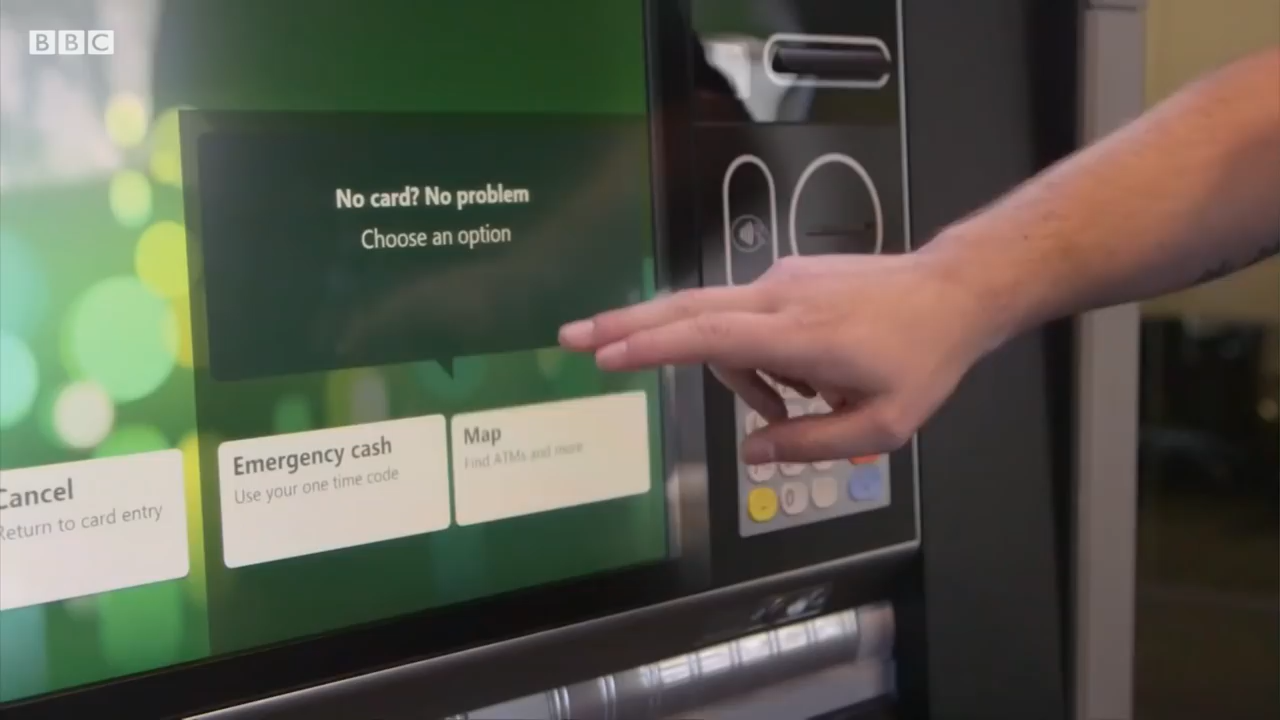 BBC
No card? No problem
Choose an option
Cancel
Return to card entry
Emergency cash
Use your one time code
Map
Find ATMs and more
0